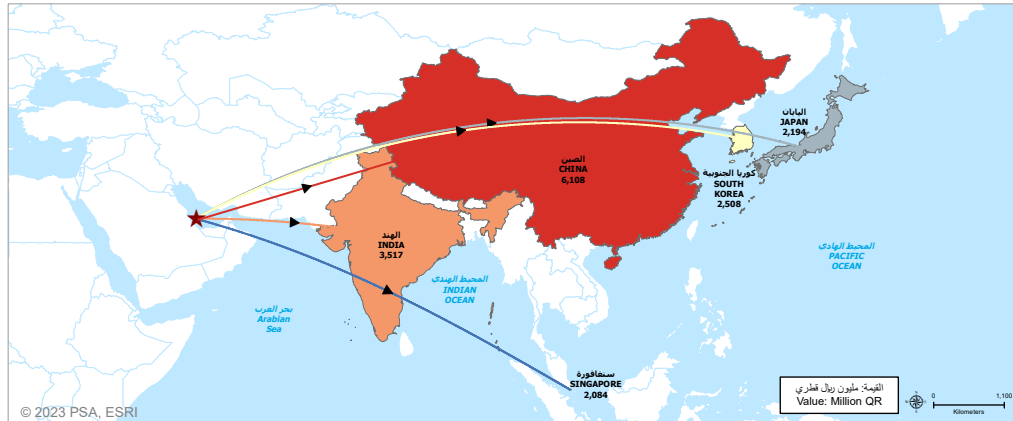 اليابان
JAPAN
2,194
الصين
CHINA
6,108
كوريا الجنوبية
SOUTH
KOREA
2,508
الهند
INDIA
3,517
المحيط الهادي
PACIFIC
OCEAN
المحيط الهندي
INDIAN
OCEAN
بحر العرب
Arabian
Sea
سنغافورة
SINGAPORE
2,084
القيمة: مليون ريال قطري
Value: Million QR
0 1,100
Kilometers
© 2023 PSA, ESRI